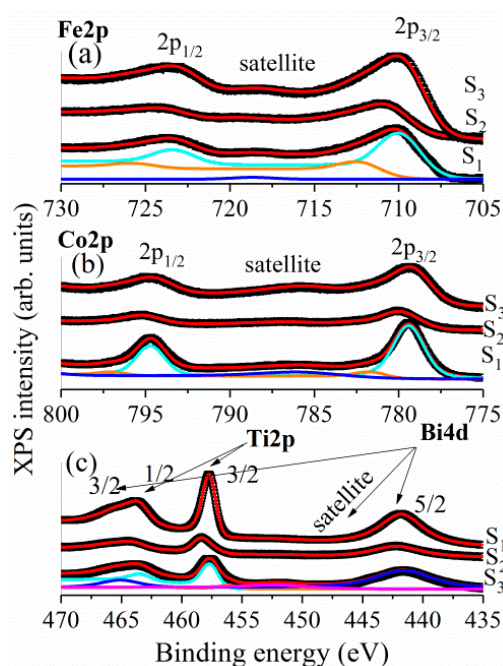 Fe2p
2p3/2
2p1/2
(a)
satellite
S3
S2
S1
730 725 720 715 710 705
Co2p
2p1/2
2p3/2
(b)
satellite
S3
S2
S1
800 795 790 785 780 775
XPS intensity (arb. units)
Ti2p
Bi4d
(c)
3/2 1/2 3/2
satellite
5/2
S1
S2
S3
470 465 460 455 450 445 440 435
Binding energy (eV)